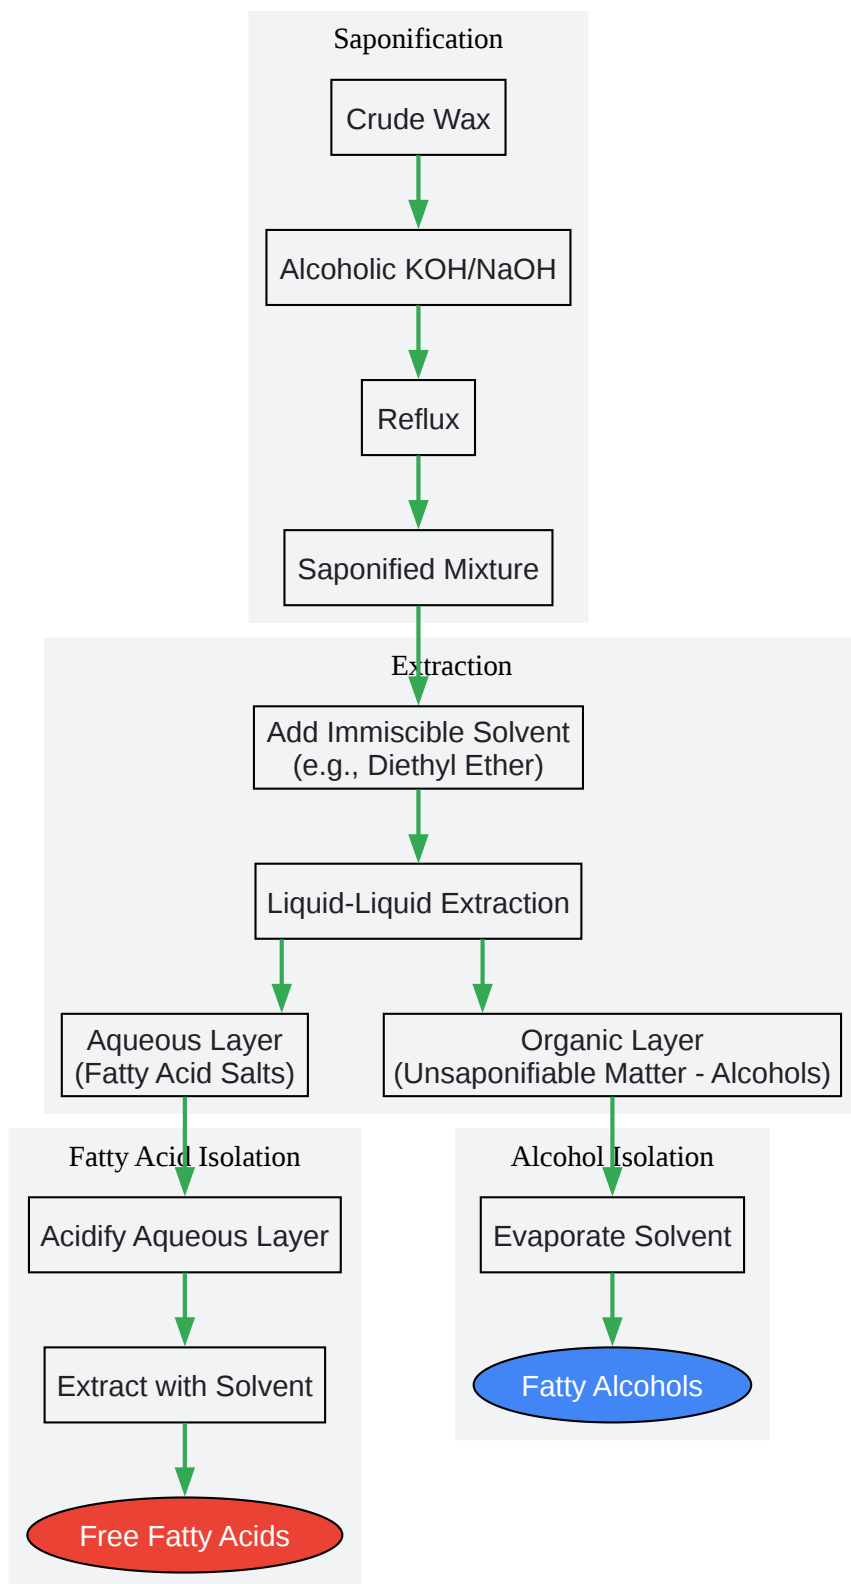 Saponification
Crude Wax
Alcoholic KOH/NaOH
Reflux
Saponified Mixture
Extraction
Add Immiscible Solvent
(e.g., Diethyl Ether)
Liquid-Liquid Extraction
Aqueous Layer
(Fatty Acid Salts)
Organic Layer
(Unsaponifiable Matter - Alcohols)
Fatty Acid Isolation
Acidify Aqueous Layer
Extract with Solvent
Free Fatty Acids
Alcohol Isolation
Evaporate Solvent
Fatty Alcohols